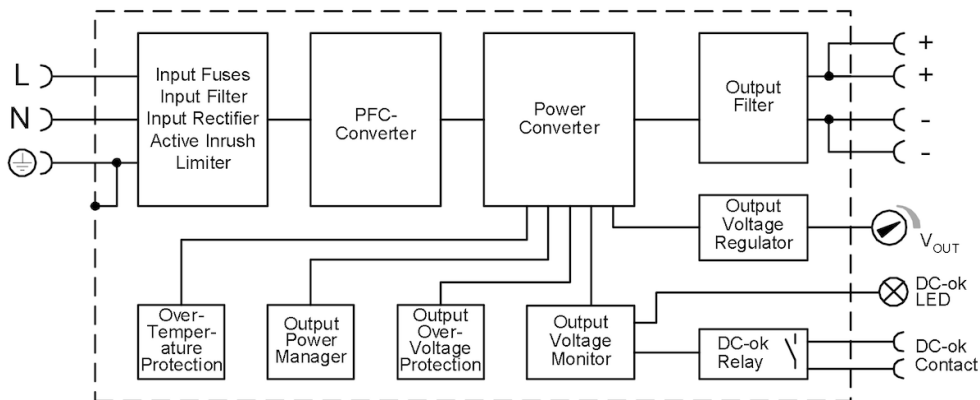 L
N
Input Fuses
Input Filter
Input Rectifier
Active Inrush
Limiter
PFC-
Converter
Power
Converter
Output
Filter
+
+
-
-
Output
Voltage
Regulator
VOUT
Over-
Temper-
ature
Protection
Output
Power
Manager
Output
Over-
Voltage
Protection
Output
Voltage
Monitor
DC-ok
Relay
DC-ok
LED
DC-ok
Contact